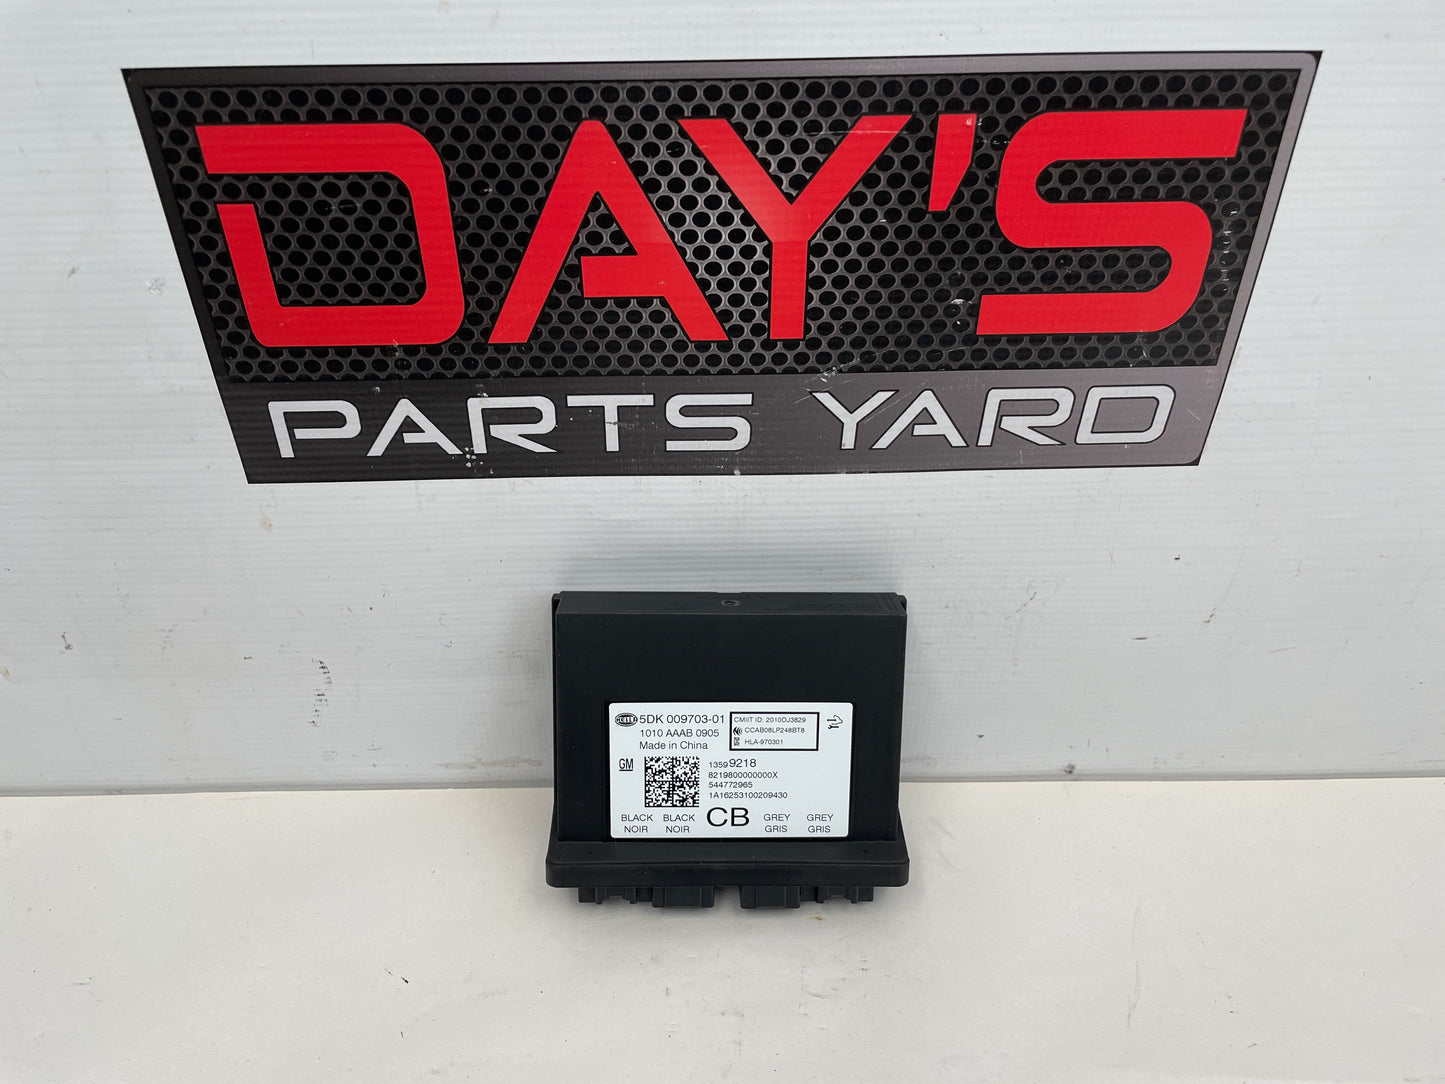 DAY'S
PARTS YARD
HELLA 5DK 009703-01
1010 AAAB 0905
Made in China
CMIIT ID: 2010DJ3829
CCAB08LP248BT8
HLA-970301
GM
13599218
8219800000000X
544772965
1A16253100209430
BLACK BLACK CB GREY GREY
NOIR NOIR GRIS GRIS